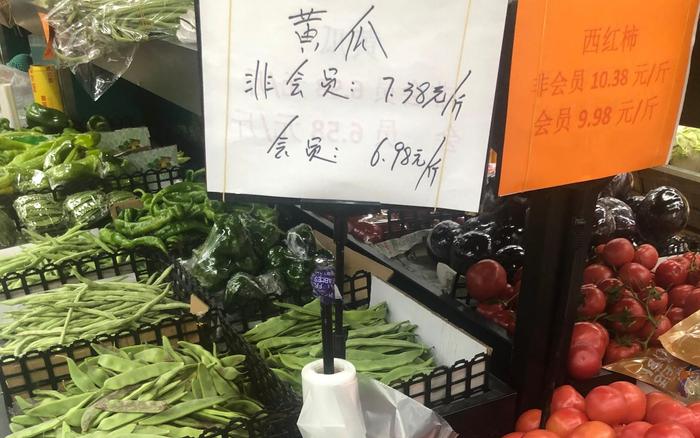 黄瓜
非会员：7.38元/斤
会员：6.98元/斤
西红柿
非会员 10.38 元/斤
会员 9.98 元/斤